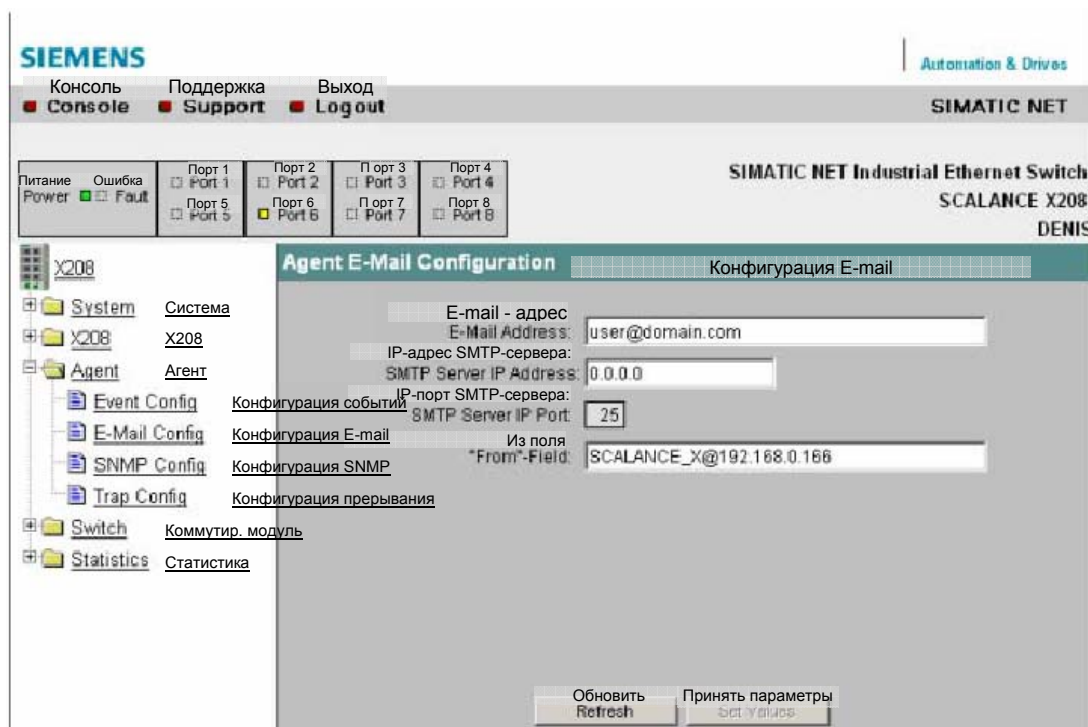 SIEMENS
Automation & Drives
Консоль Поддержка Выход
Console Support Logout
SIMATIC NET
Питание Ошибка
Power Fault
Порт 1 Порт 2 П орт 3 Порт 4
Port 1 Port 2 Port 3 Port 4
Порт 5 Порт 6 П орт 7 Порт 8
Port 5 Port 6 Port 7 Port 8
SIMATIC NET Industrial Ethernet Switch
SCALANCE X208
DENIS
X208
System Система
X208 X208
Agent Агент
Event Config Конфигурация событий
E-Mail Config Конфигурация E-mail
SNMP Config Конфигурация SNMP
Trap Config Конфигурация прерывания
Switch Коммутир. модуль
Statistics Статистика
Agent E-Mail Configuration Конфигурация E-mail
E-mail - адрес
E-Mail Address: user@domain.com
IP-адрес SMTP-сервера:
SMTP Server IP Address: 0.0.0.0
IP-порт SMTP-сервера:
SMTP Server IP Port: 25
Из поля
"From"-Field: SCALANCE_X@192.168.0.166
Обновить Принять параметры
Refresh Set Values